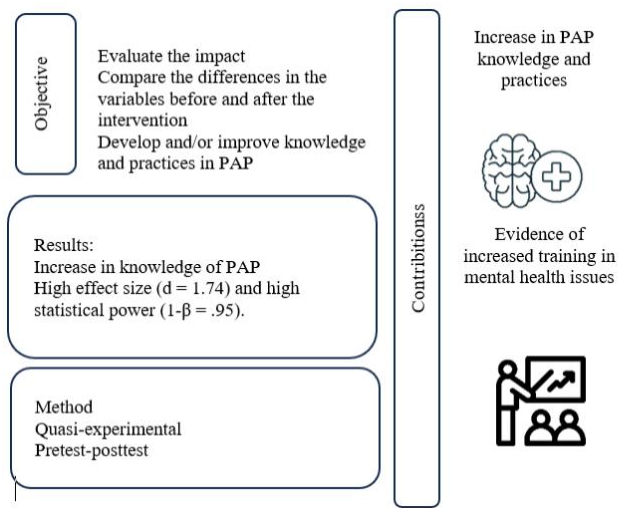 Objective
Evaluate the impact
Compare the differences in the
variables before and after the
intervention
Develop and/or improve knowledge
and practices in PAP
Results:
Increase in knowledge of PAP
High effect size (d = 1.74) and high
statistical power (1-β = .95).
Method
Quasi-experimental
Pretest-posttest
Contribitionss
Increase in PAP
knowledge and
practices
Evidence of
increased training in
mental health issues